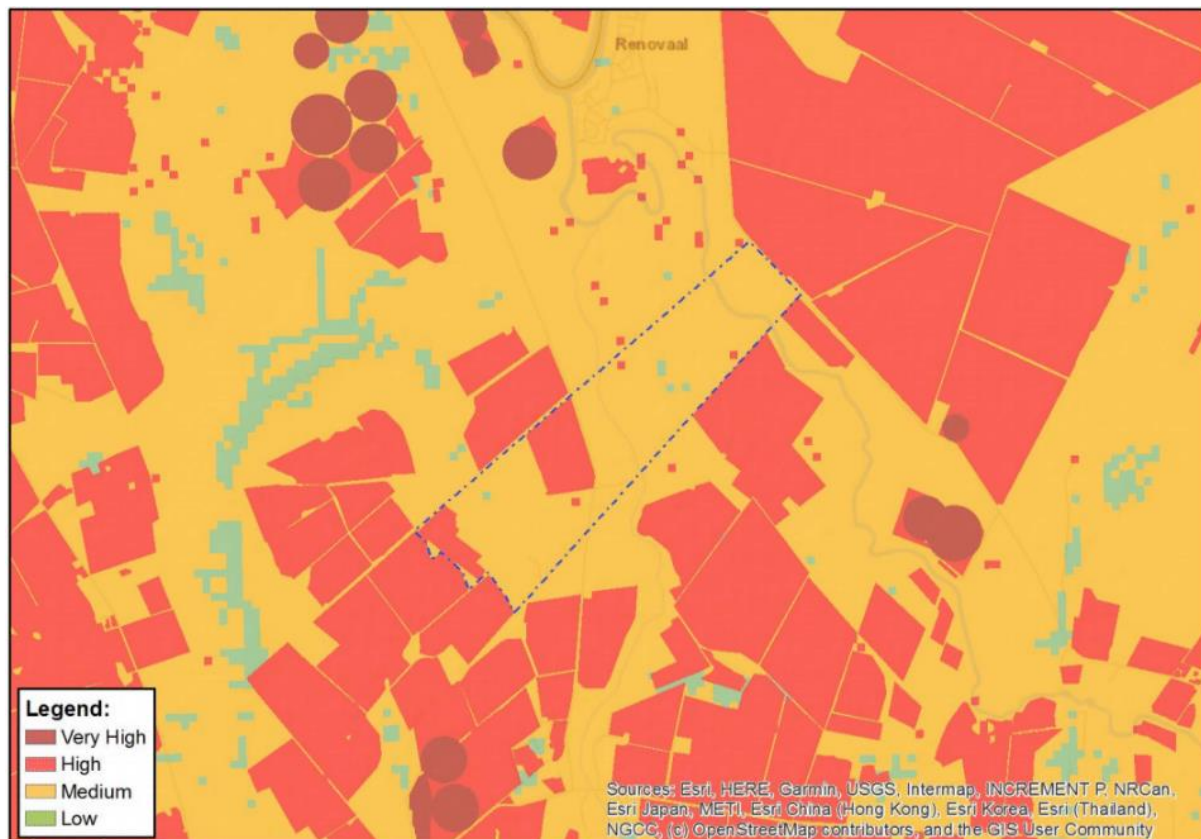 Renovaal
Legend:
Very High
High
Medium
Low
Sources: Esri, HERE, Garmin, USGS, Intermap, INCREMENT P, NRCan,
Esri Japan, METI, Esri China (Hong Kong), Esri Korea, Esri (Thailand),
NGCC, (c) OpenStreetMap contributors, and the GIS User Community